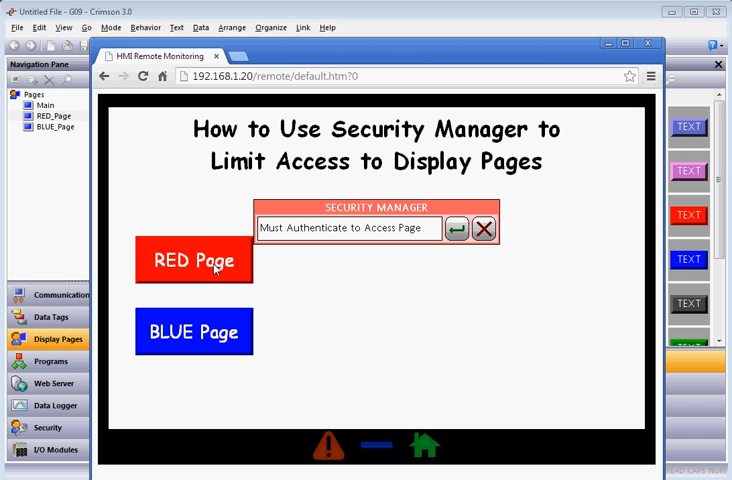 Untitled File - G09 - Crimson 3.0
File Edit View Go Mode Behavior Text Data Arrange Organize Link Help
Navigation Pane
Pages
Main
RED_Page
BLUE_Page
Communication
Data Tags
Display Pages
Programs
Web Server
Data Logger
Security
I/O Modules
HMI Remote Monitoring
192.168.1.20/remote/default.htm?0
How to Use Security Manager to
Limit Access to Display Pages
SECURITY MANAGER
Must Authenticate to Access Page
RED Page
BLUE Page
TEXT
TEXT
TEXT
TEXT
TEXT
CAPS NUM